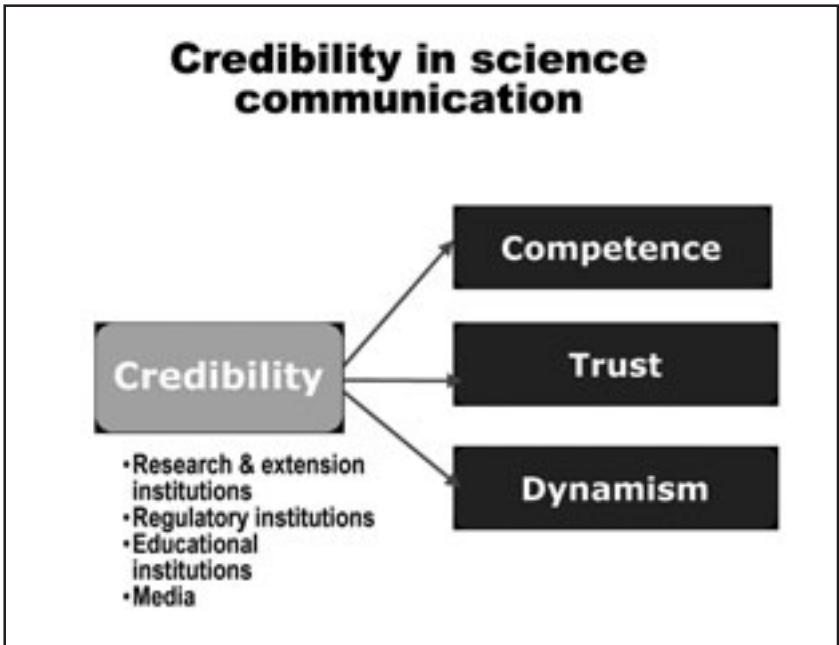 Credibility in science
communication
Competence
Credibility
Trust
Dynamism
•Research & extension
institutions
•Regulatory institutions
•Educational
institutions
•Media